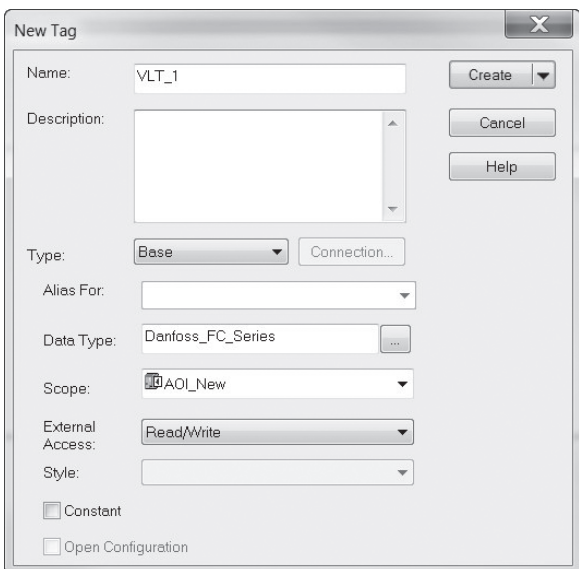 New Tag
Name: VLT_1 Create
Description: Cancel
Help
Type: Base Connection...
Alias For:
Data Type: Danfoss_FC_Series ...
Scope: AOI_New
External Access: Read/Write
Style:
Constant
Open Configuration